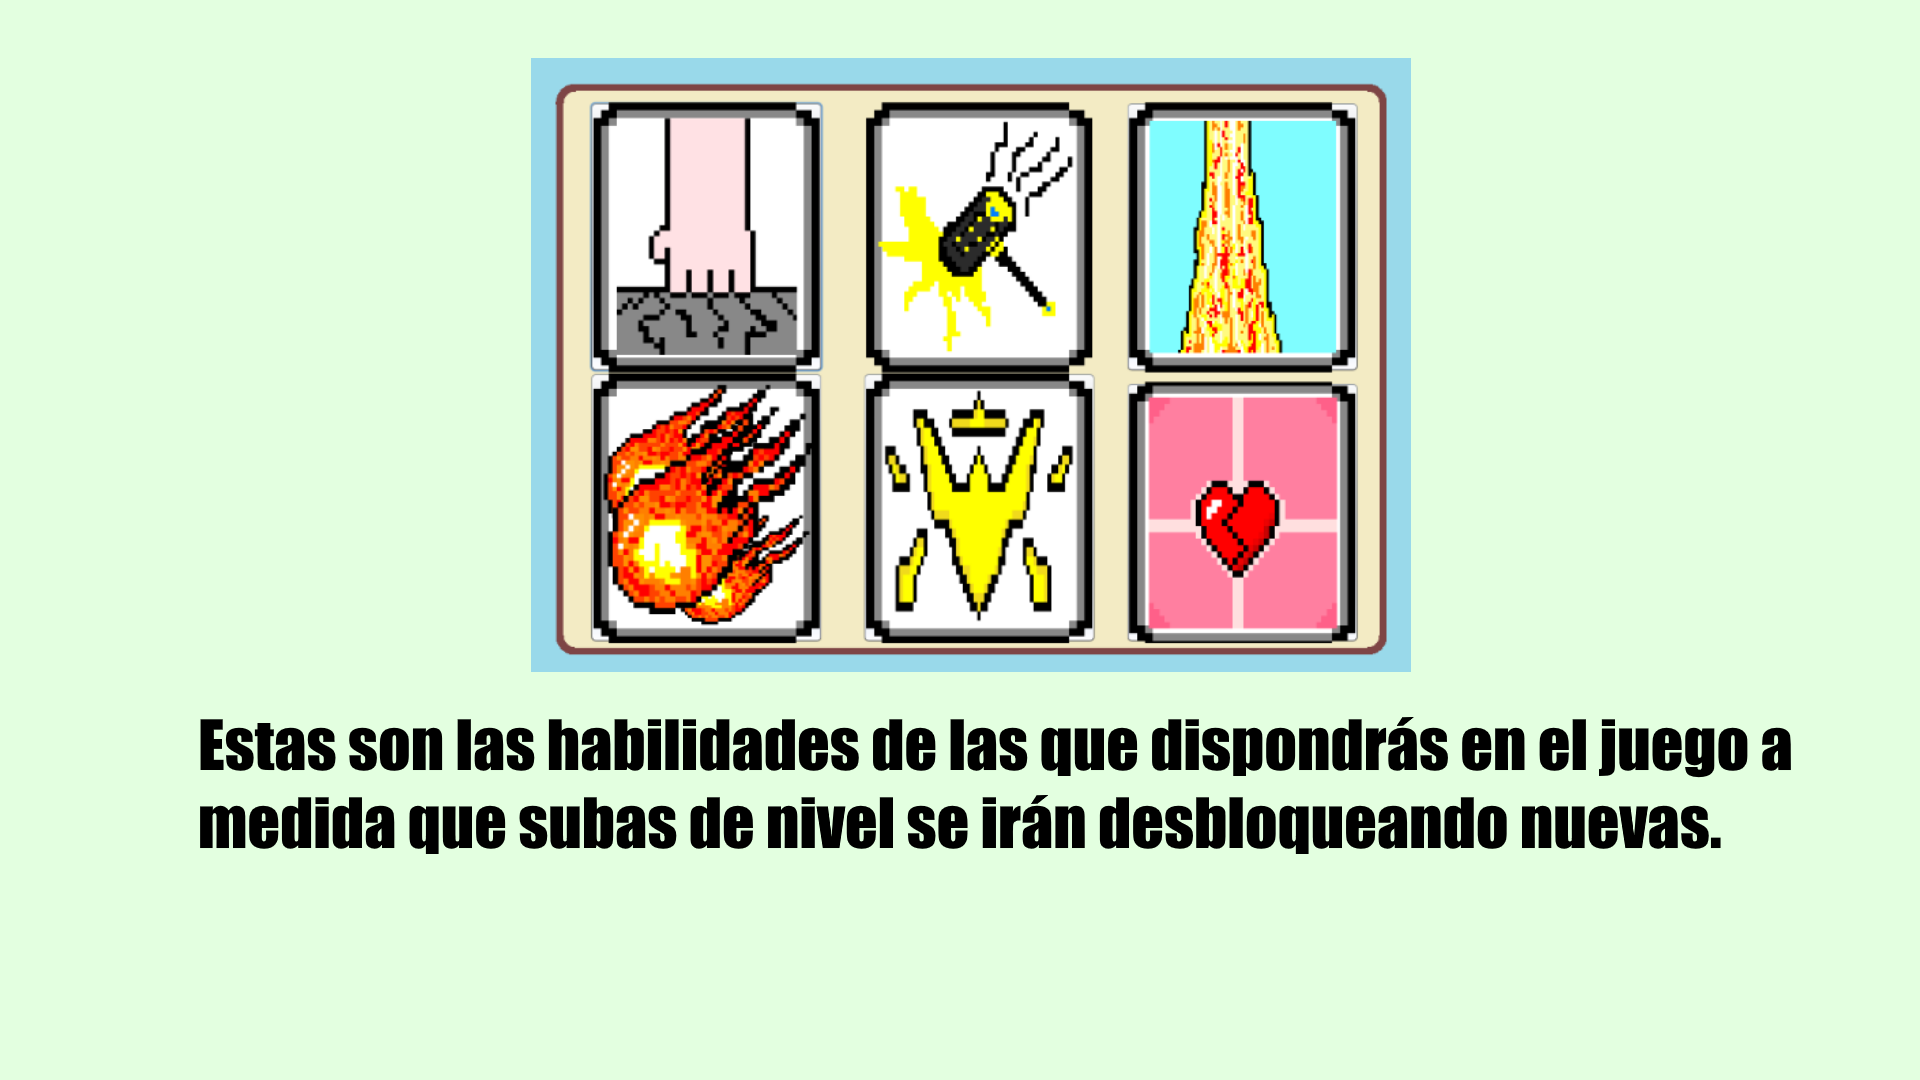 Estas son las habilidades de las que dispondrás en el juego a
medida que subas de nivel se irán desbloqueando nuevas.